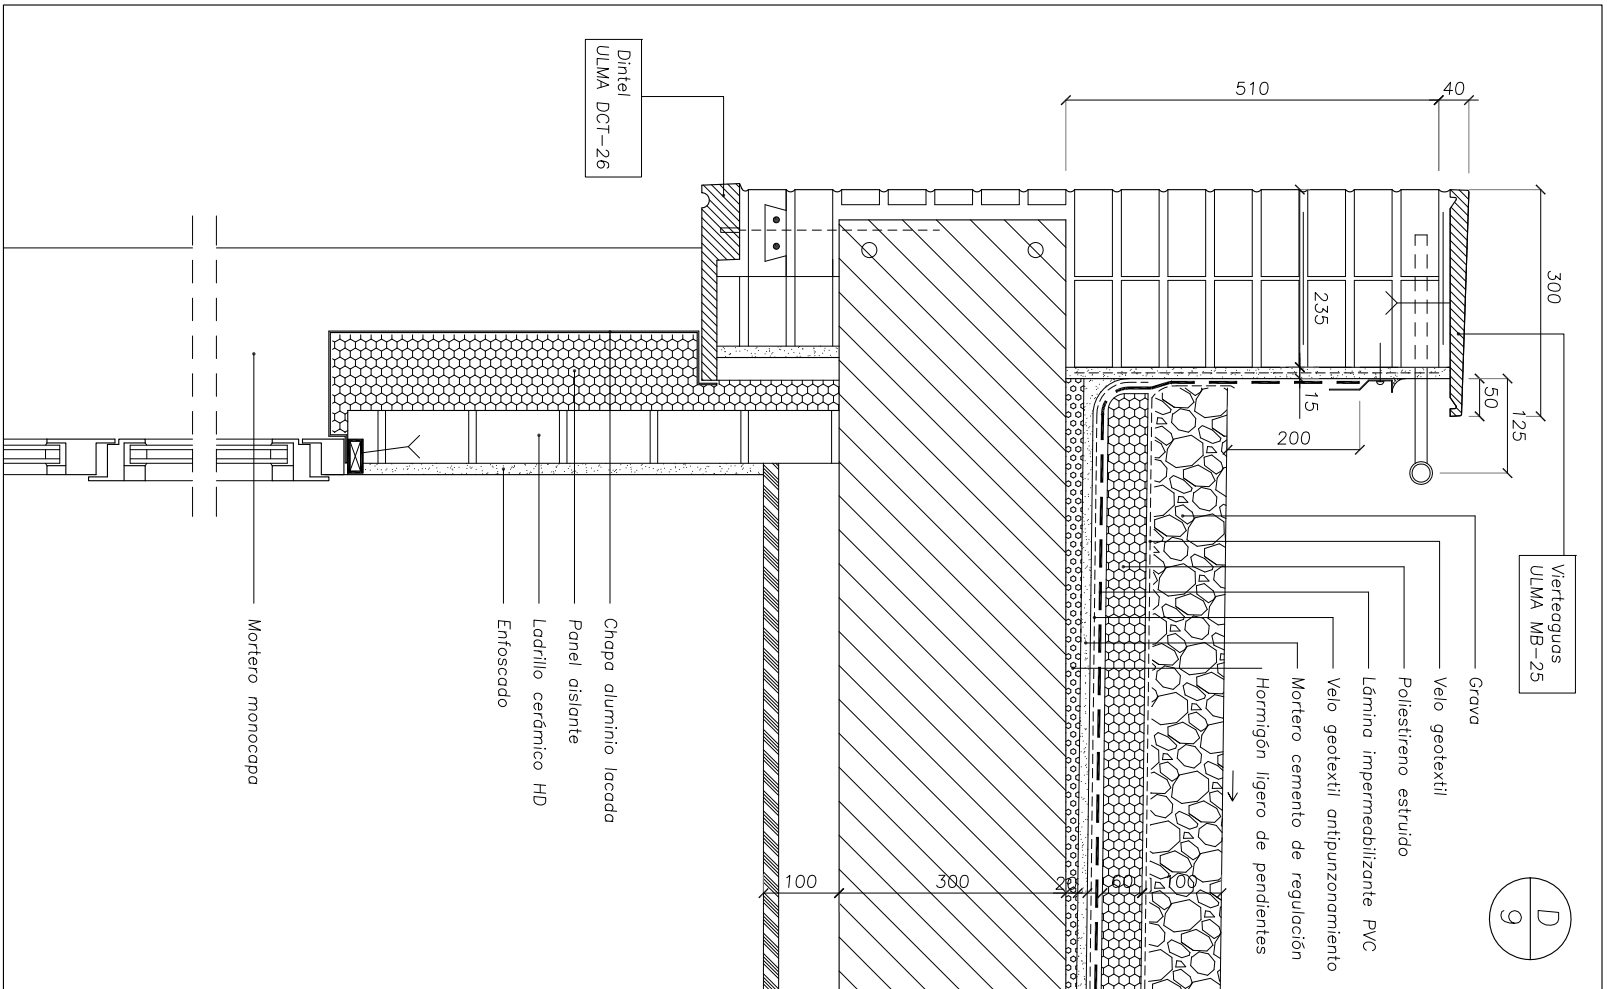 Dintel
ULMA DCT-26
Vierteaguas
ULMA MB-25
Grava
Velo geotextil
Poliestireno estruido
Lámina impermeabilizante PVC
Velo geotextil antipunzonamiento
Mortero cemento de regulación
Hormigón ligero de pendientes
Chapa aluminio lacada
Panel aislante
Ladrillo cerámico HD
Enfoscado
Mortero monocapa
510
40
300
235
15
50
125
200
100
300
20
60
100
D
9